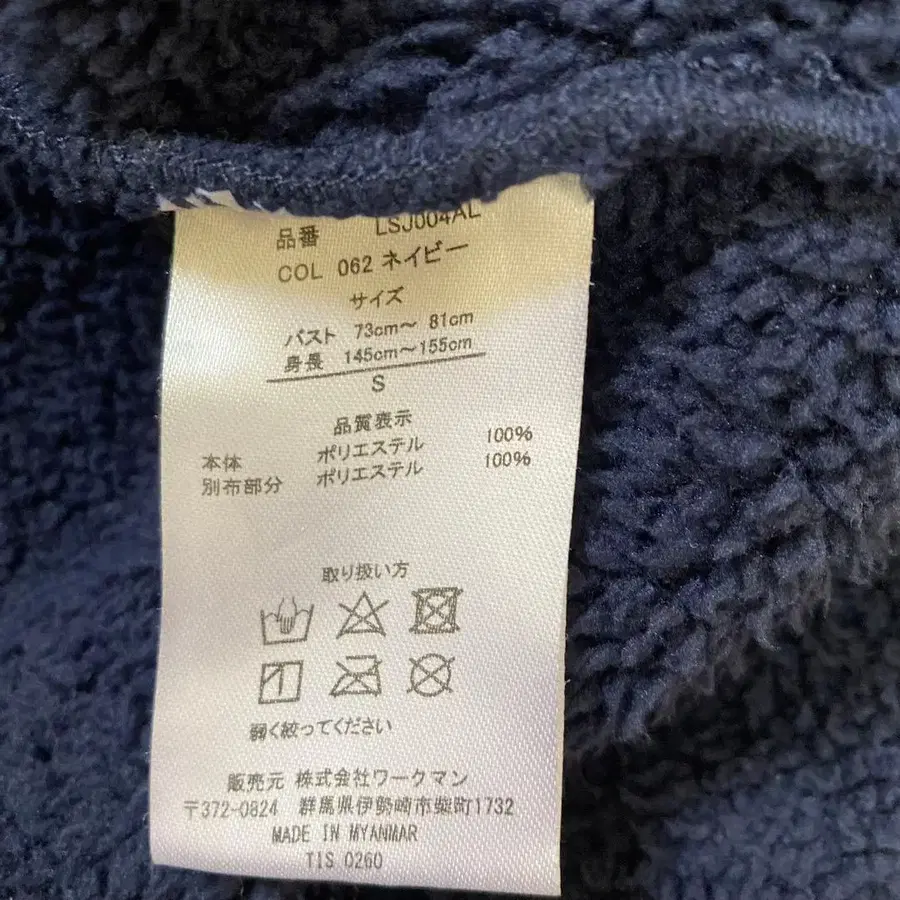 品番 LSJ004AL
COL 062 ネイビー
サイズ
バスト 73cm～ 81cm
身長 145cm～155cm
S
品質表示
本体 ポリエステル 100%
別布部分 ポリエステル 100%
取り扱い方
弱く絞ってください
販売元 株式会社ワークマン
〒372-0824 群馬県伊勢崎市柴町1732
MADE IN MYANMAR
TIS 0260